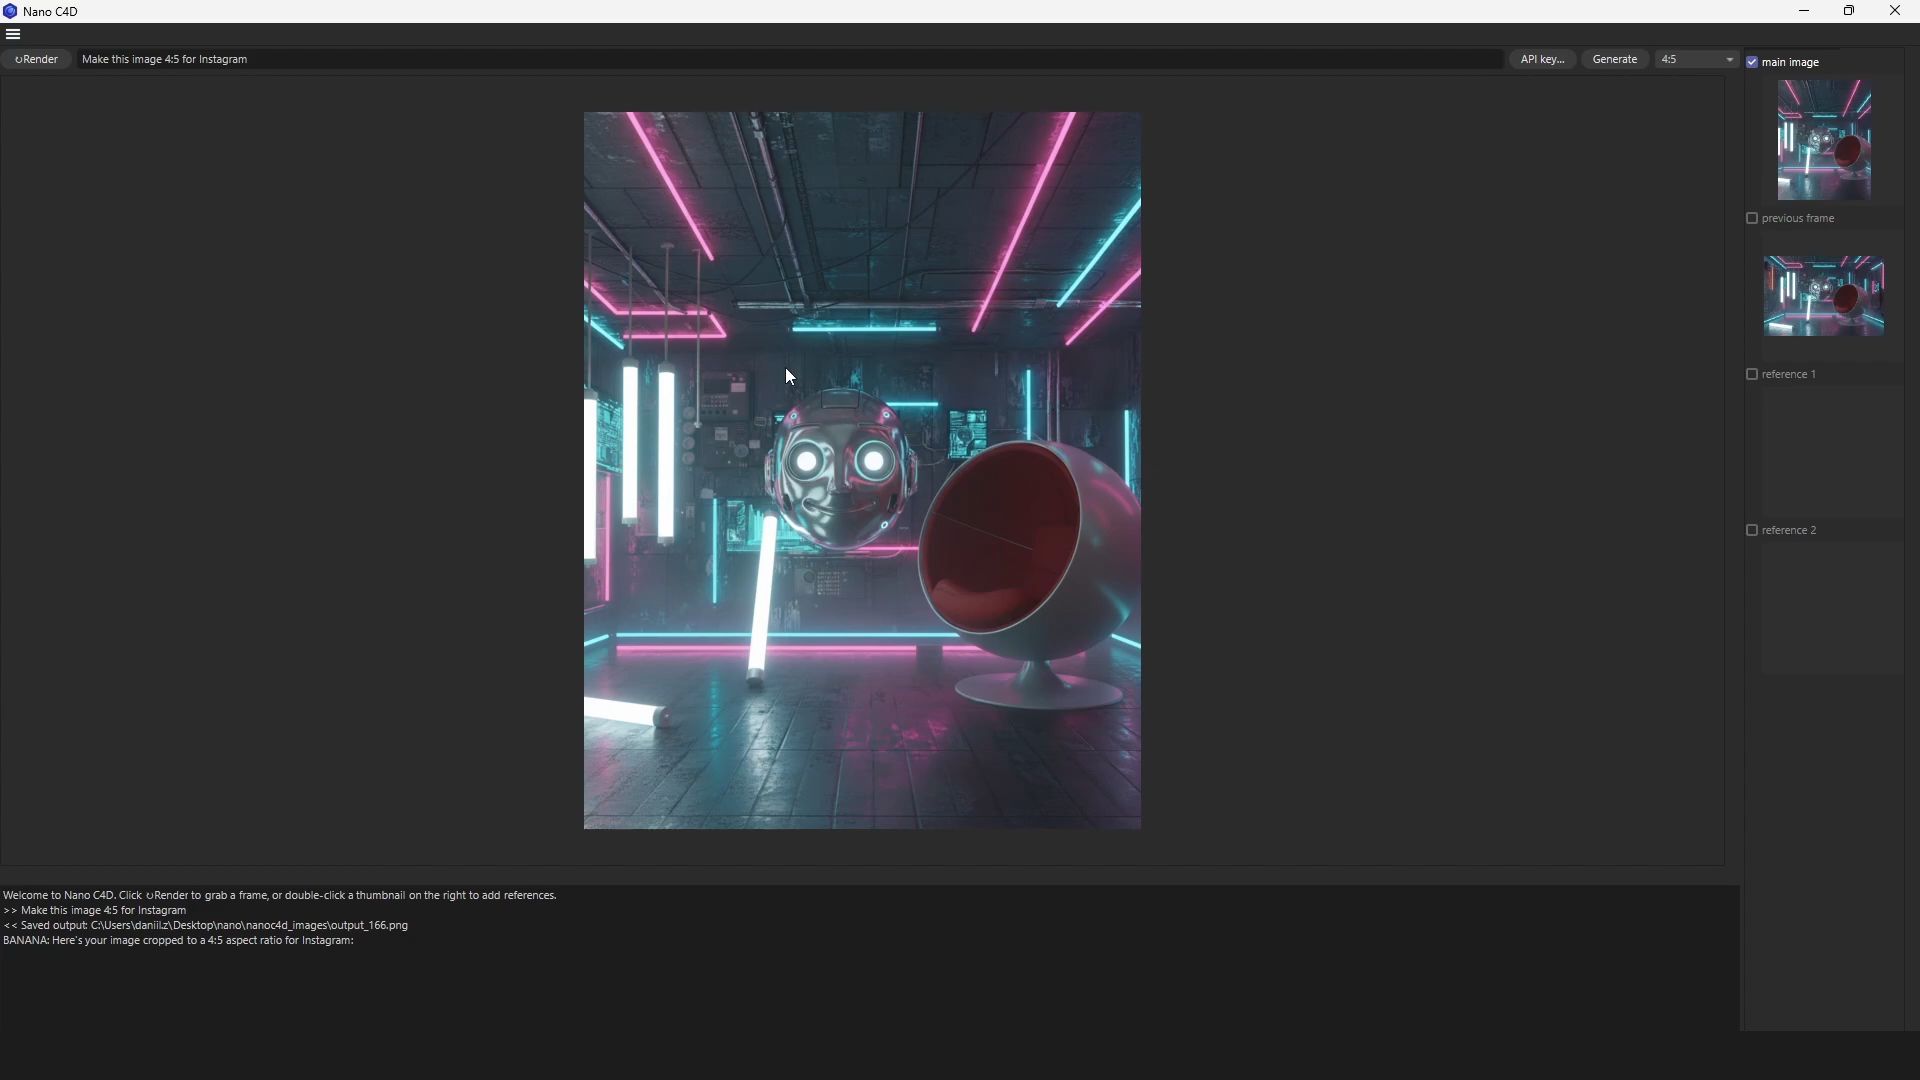 Nano C4D
↻Render
Make this image 4:5 for Instagram
API key...
Generate
4:5
main image
previous frame
reference 1
reference 2
Welcome to Nano C4D. Click ↻Render to grab a frame, or double-click a thumbnail on the right to add references.
>> Make this image 4:5 for Instagram
<< Saved output: C:\Users\daniil.z\Desktop\nano\nanoc4d_images\output_166.png
BANANA: Here's your image cropped to a 4:5 aspect ratio for Instagram: